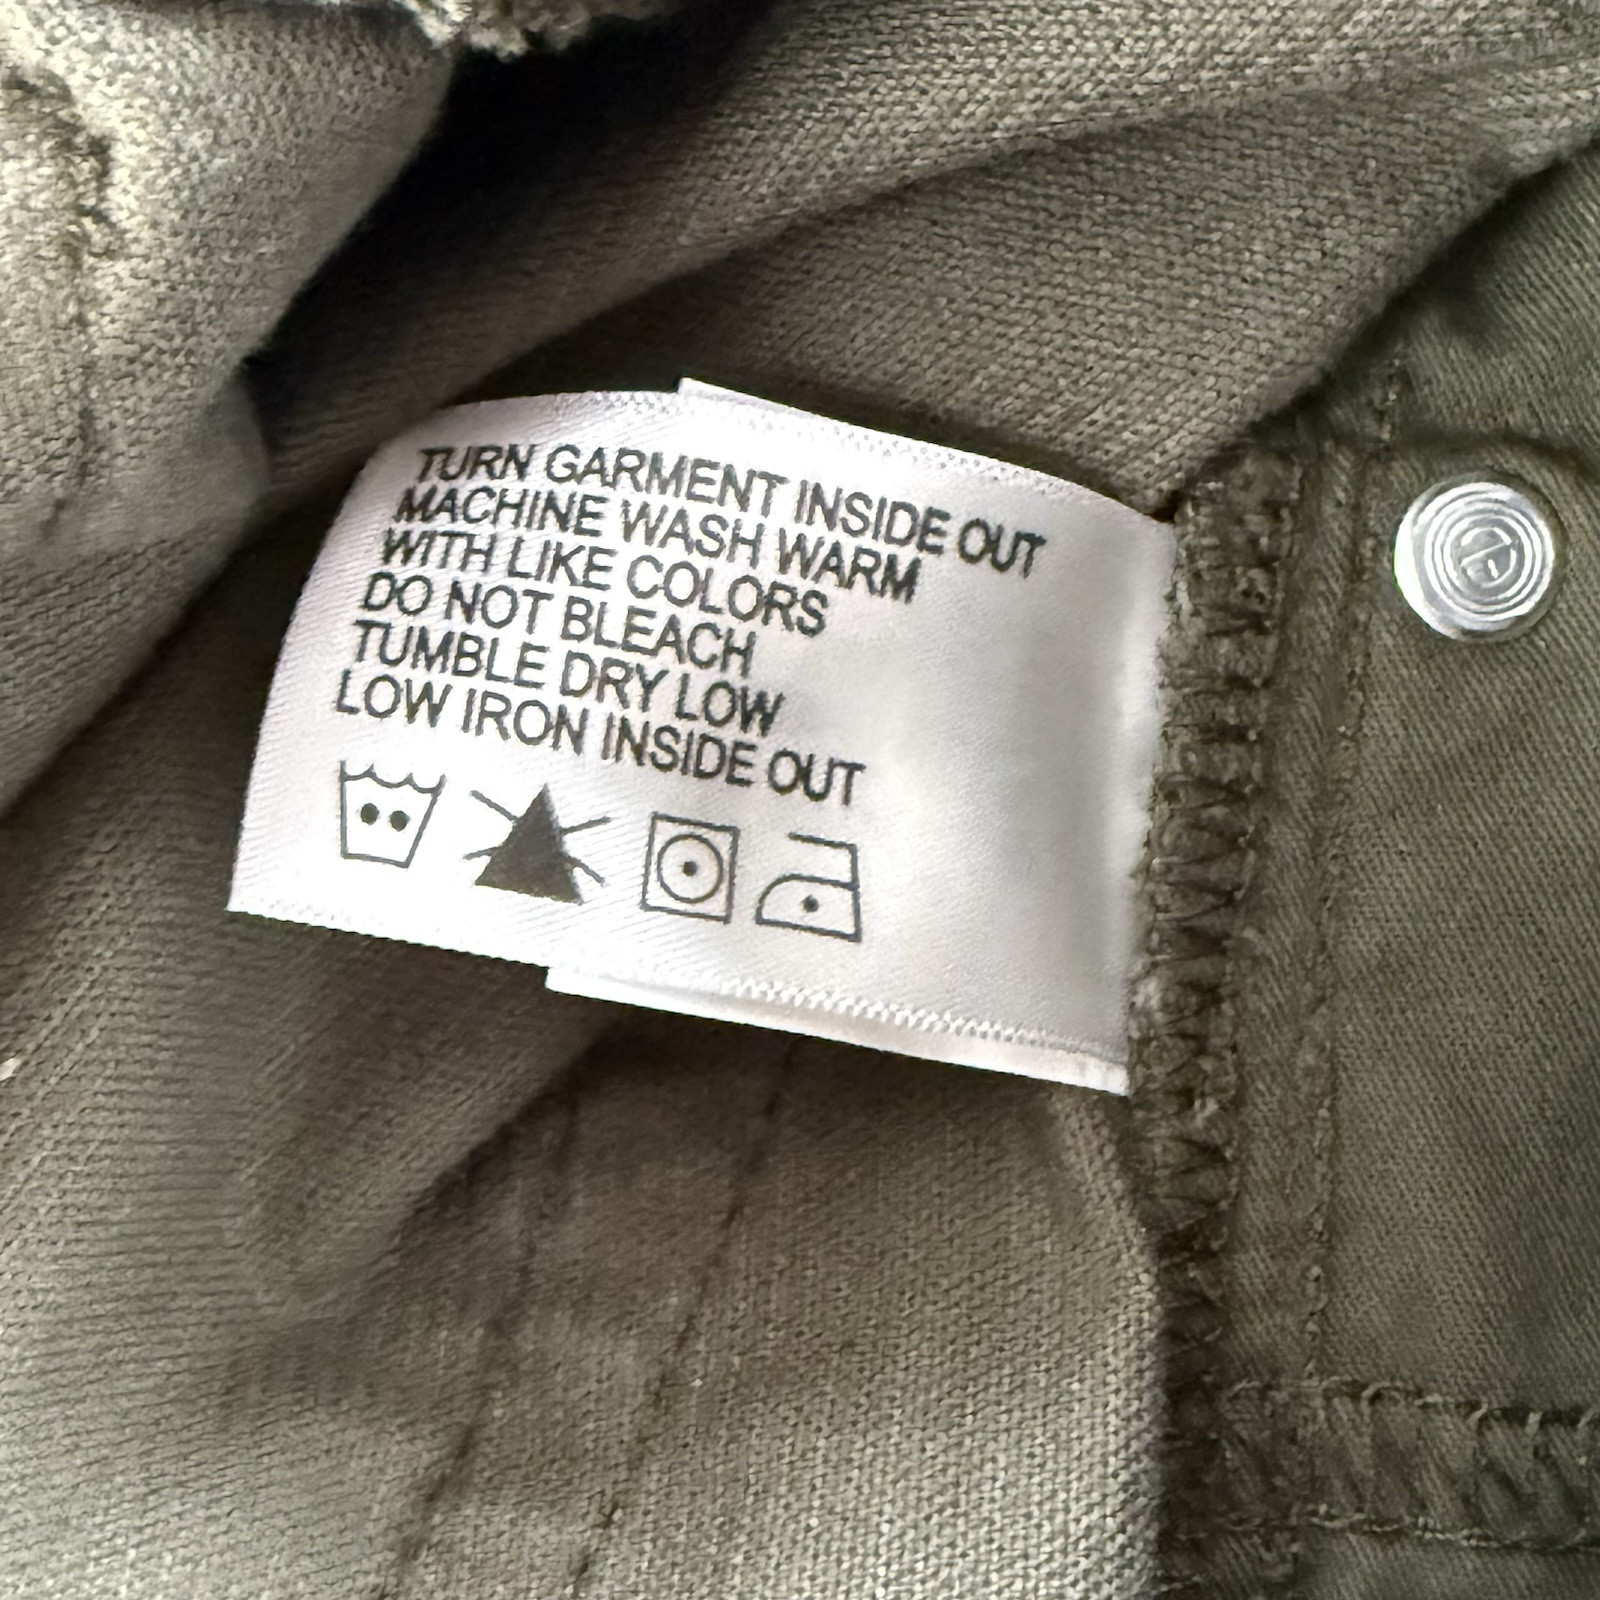 TURN GARMENT INSIDE OUT
MACHINE WASH WARM
WITH LIKE COLORS
DO NOT BLEACH
TUMBLE DRY LOW
LOW IRON INSIDE OUT
e